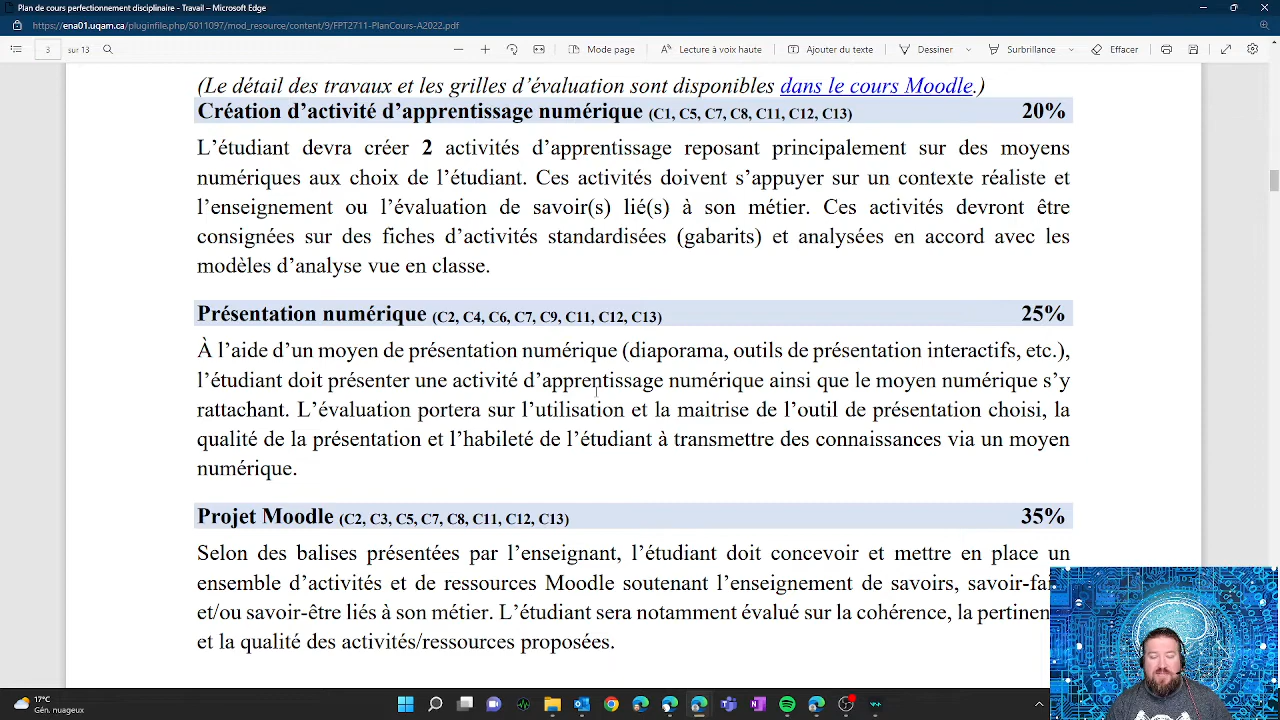 Plan de cours perfectionnement disciplinaire - Travail – Microsoft Edge
https://ena01.uqam.ca/pluginfile.php/5011097/mod_resource/content/9/FPT2711-PlanCours-A2022.pdf
3 sur 13 Mode page Lecture à voix haute Ajouter du texte Dessiner Surbrillance Effacer
(Le détail des travaux et les grilles d’évaluation sont disponibles dans le cours Moodle.)
Création d’activité d’apprentissage numérique (C1, C5, C7, C8, C11, C12, C13) 20%
L’étudiant devra créer 2 activités d’apprentissage reposant principalement sur des moyens
numériques aux choix de l’étudiant. Ces activités doivent s’appuyer sur un contexte réaliste et
l’enseignement ou l’évaluation de savoir(s) lié(s) à son métier. Ces activités devront être
consignées sur des fiches d’activités standardisées (gabarits) et analysées en accord avec les
modèles d’analyse vue en classe.
Présentation numérique (C2, C4, C6, C7, C9, C11, C12, C13) 25%
À l’aide d’un moyen de présentation numérique (diaporama, outils de présentation interactifs, etc.),
l’étudiant doit présenter une activité d’apprentissage numérique ainsi que le moyen numérique s’y
rattachant. L’évaluation portera sur l’utilisation et la maitrise de l’outil de présentation choisi, la
qualité de la présentation et l’habileté de l’étudiant à transmettre des connaissances via un moyen
numérique.
Projet Moodle (C2, C3, C5, C7, C8, C11, C12, C13) 35%
Selon des balises présentées par l’enseignant, l’étudiant doit concevoir et mettre en place un
ensemble d’activités et de ressources Moodle soutenant l’enseignement de savoirs, savoir-fai
et/ou savoir-être liés à son métier. L’étudiant sera notamment évalué sur la cohérence, la pertinen
et la qualité des activités/ressources proposées.
17°C
Gén. nuageux